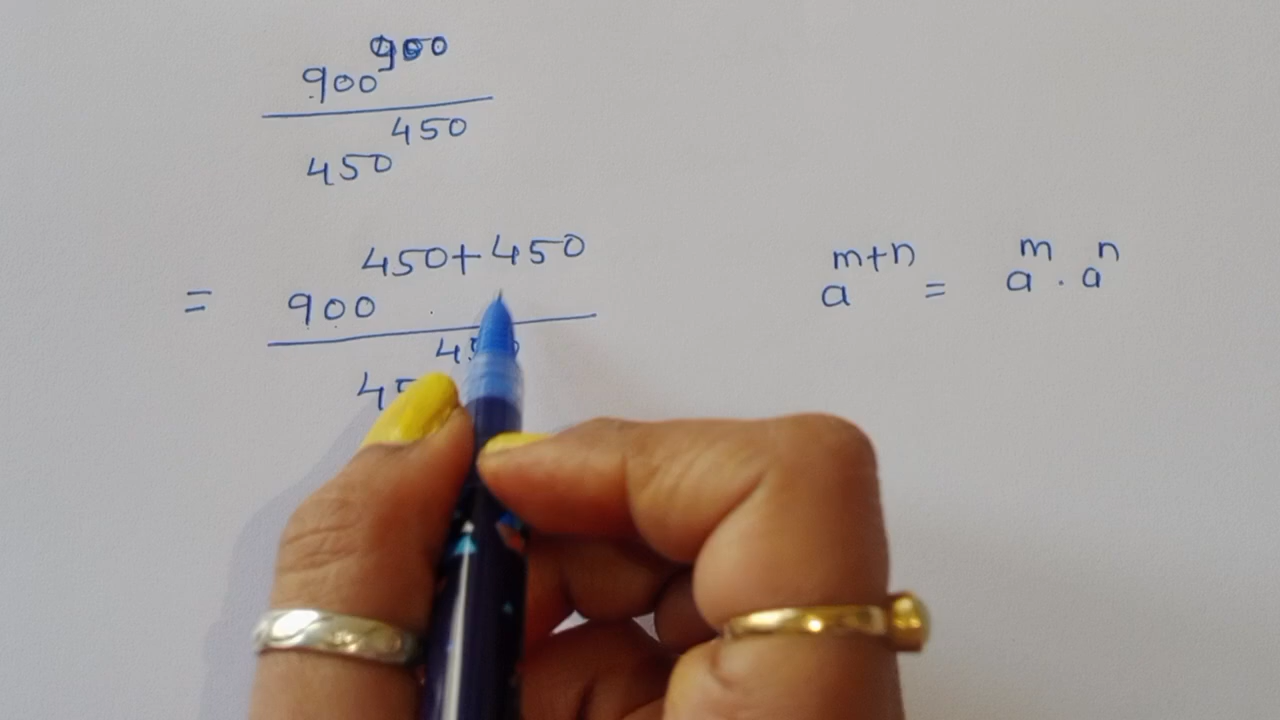 900^900
450^450
= 900^450+450
a^m+n = a^m . a^n